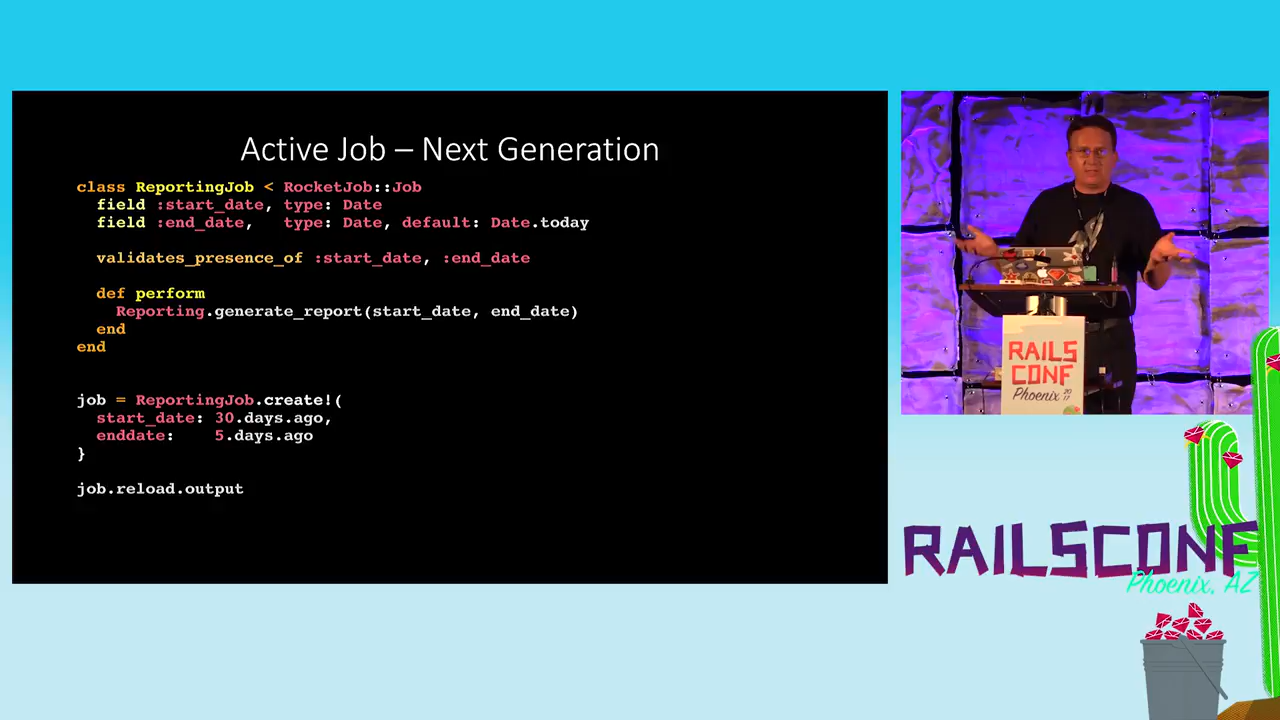 Active Job – Next Generation
class ReportingJob < RocketJob::Job
  field :start_date, type: Date
  field :end_date,   type: Date, default: Date.today

  validates_presence_of :start_date, :end_date

  def perform
    Reporting.generate_report(start_date, end_date)
  end
end

job = ReportingJob.create!(
  start_date: 30.days.ago,
  enddate:    5.days.ago
}

job.reload.output
RAILS
CONF
Phoenix 2017
RAILSCONF
Phoenix, AZ